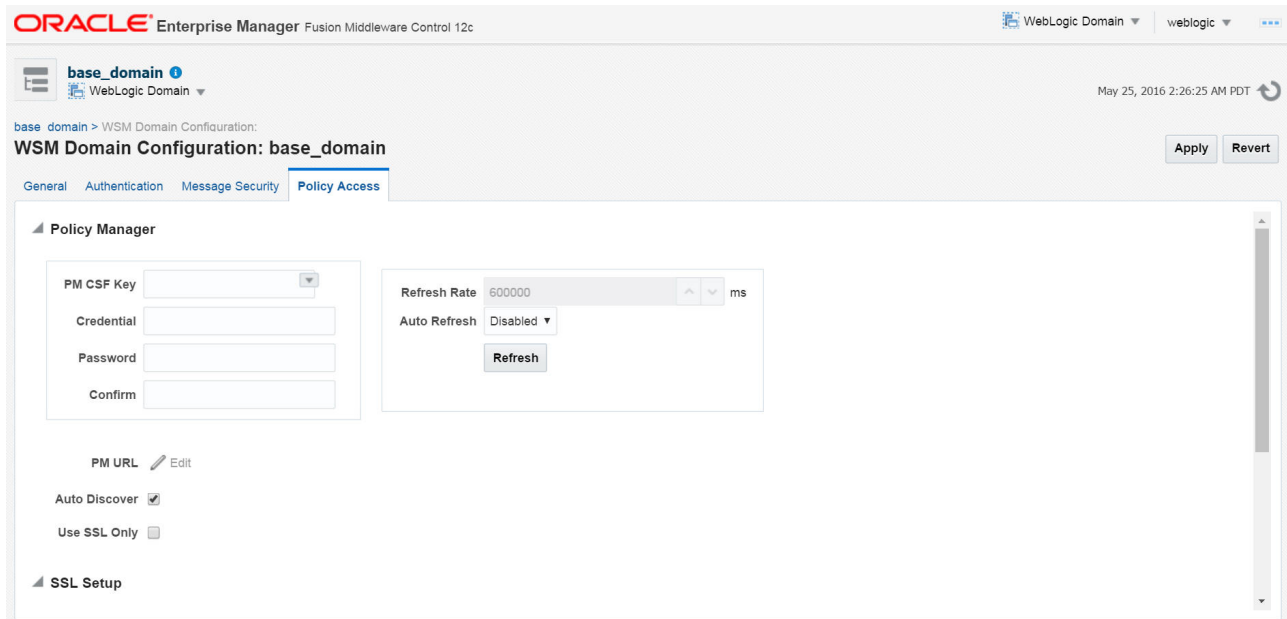 ORACLE Enterprise Manager Fusion Middleware Control 12c
WebLogic Domain weblogic
base_domain
WebLogic Domain
May 25, 2016 2:26:25 AM PDT
base_domain > WSM Domain Configuration:
WSM Domain Configuration: base_domain
Apply Revert
General Authentication Message Security Policy Access
Policy Manager
PM CSF Key
Credential
Password
Confirm
Refresh Rate 600000 ms
Auto Refresh Disabled
Refresh
PM URL Edit
Auto Discover
Use SSL Only
SSL Setup